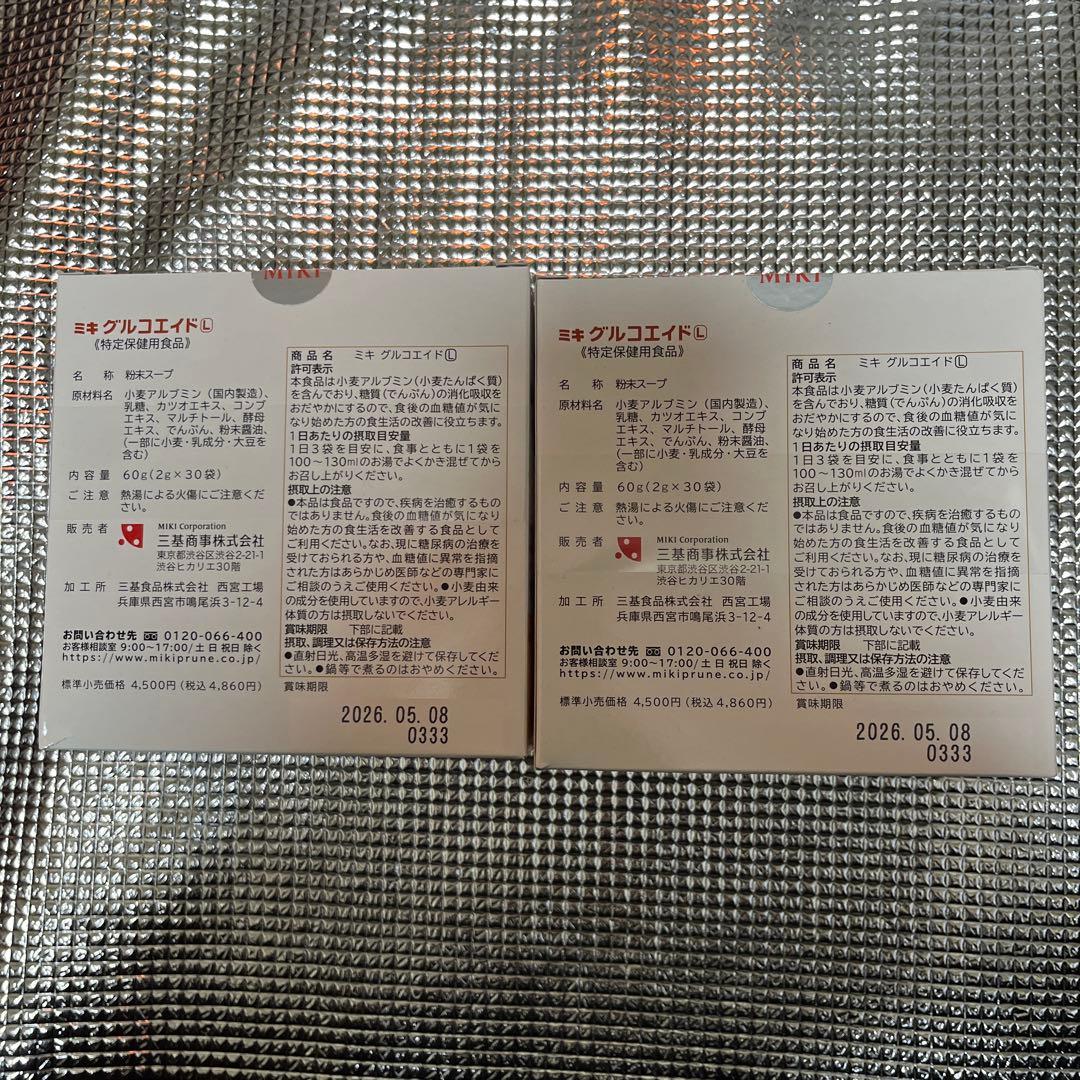 MIKI
ミキ グルコエイドⓁ
《特定保健用食品》
名 称 粉末スープ
原材料名 小麦アルブミン（国内製造）、
乳糖、カツオエキス、コンブ
エキス、マルチトール、酵母
エキス、でんぷん、粉末醤油、
（一部に小麦・乳成分・大豆を
含む）
内容量 60g（2g×30袋）
ご注意 熱湯による火傷にご注意くだ
さい。
販売者 MIKI Corporation
三基商事株式会社
東京都渋谷区渋谷2-21-1
渋谷ヒカリエ30階
加工所 三基食品株式会社 西宮工場
兵庫県西宮市鳴尾浜3-12-4
お問い合わせ先 0120-066-400
お客様相談室 9:00~17:00/土 日 祝日 除く
https://www.mikiprune.co.jp/
標準小売価格 4,500円（税込 4,860円）
商品名 ミキ グルコエイドⓁ
許可表示
本食品は小麦アルブミン（小麦たんぱく質）
を含んでおり、糖質（でんぷん）の消化吸収を
おだやかにするので、食後の血糖値が気に
なり始めた方の食生活の改善に役立ちます。
1日あたりの摂取目安量
1日3袋を目安に、食事とともに1袋を
100~130mlのお湯でよくかき混ぜてから
お召し上がりください。
摂取上の注意
●本品は食品ですので、疾病を治癒するもの
ではありません。食後の血糖値が気になり
始めた方の食生活を改善する食品として
ご利用ください。なお、現に糖尿病の治療を
受けておられる方や、血糖値に異常を指摘
された方はあらかじめ医師などの専門家に
ご相談のうえご使用ください。●小麦由来
の成分を使用していますので、小麦アレルギー
体質の方は摂取しないでください。
賞味期限 下部に記載
摂取、調理又は保存方法の注意
●直射日光、高温多湿を避けて保存してくだ
さい。●鍋等で煮るのはおやめください。
賞味期限
2026.05.08
0333
MIKI
ミキ グルコエイドⓁ
《特定保健用食品》
名 称 粉末スープ
原材料名 小麦アルブミン（国内製造）、
乳糖、カツオエキス、コンブ
エキス、マルチトール、酵母
エキス、でんぷん、粉末醤油、
（一部に小麦・乳成分・大豆を
含む）
内容量 60g（2g×30袋）
ご注意 熱湯による火傷にご注意くだ
さい。
販売者 MIKI Corporation
三基商事株式会社
東京都渋谷区渋谷2-21-1
渋谷ヒカリエ30階
加工所 三基食品株式会社 西宮工場
兵庫県西宮市鳴尾浜3-12-4
お問い合わせ先 0120-066-400
お客様相談室 9:00~17:00/土 日 祝日 除く
https://www.mikiprune.co.jp/
標準小売価格 4,500円（税込 4,860円）
商品名 ミキ グルコエイドⓁ
許可表示
本食品は小麦アルブミン（小麦たんぱく質）
を含んでおり、糖質（でんぷん）の消化吸収を
おだやかにするので、食後の血糖値が気に
なり始めた方の食生活の改善に役立ちます。
1日あたりの摂取目安量
1日3袋を目安に、食事とともに1袋を
100~130mlのお湯でよくかき混ぜてから
お召し上がりください。
摂取上の注意
●本品は食品ですので、疾病を治癒するもの
ではありません。食後の血糖値が気になり
始めた方の食生活を改善する食品として
ご利用ください。なお、現に糖尿病の治療を
受けておられる方や、血糖値に異常を指摘
された方はあらかじめ医師などの専門家に
ご相談のうえご使用ください。●小麦由来
の成分を使用していますので、小麦アレルギー
体質の方は摂取しないでください。
賞味期限 下部に記載
摂取、調理又は保存方法の注意
●直射日光、高温多湿を避けて保存してくだ
さい。●鍋等で煮るのはおやめください。
賞味期限
2026.05.08
0333